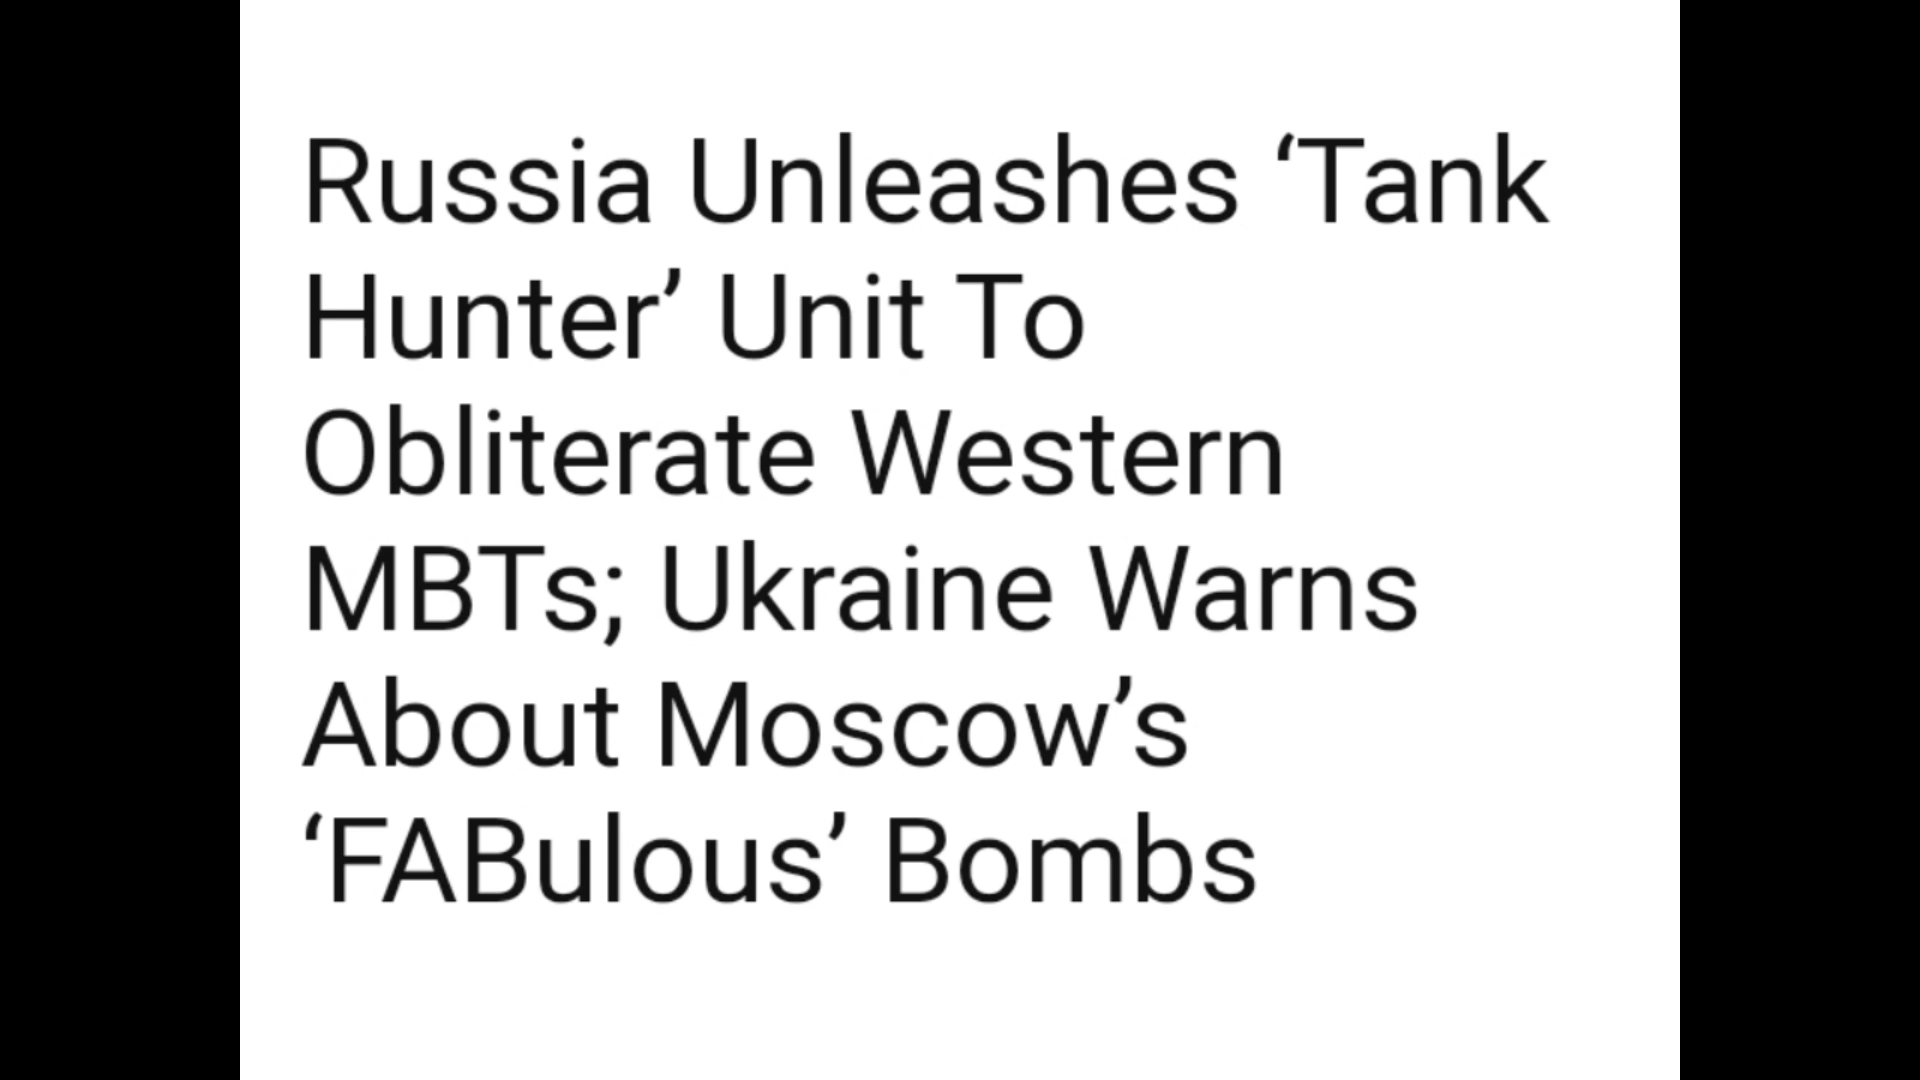 Russia Unleashes ‘Tank
Hunter’ Unit To
Obliterate Western
MBTs; Ukraine Warns
About Moscow’s
‘FABulous’ Bombs